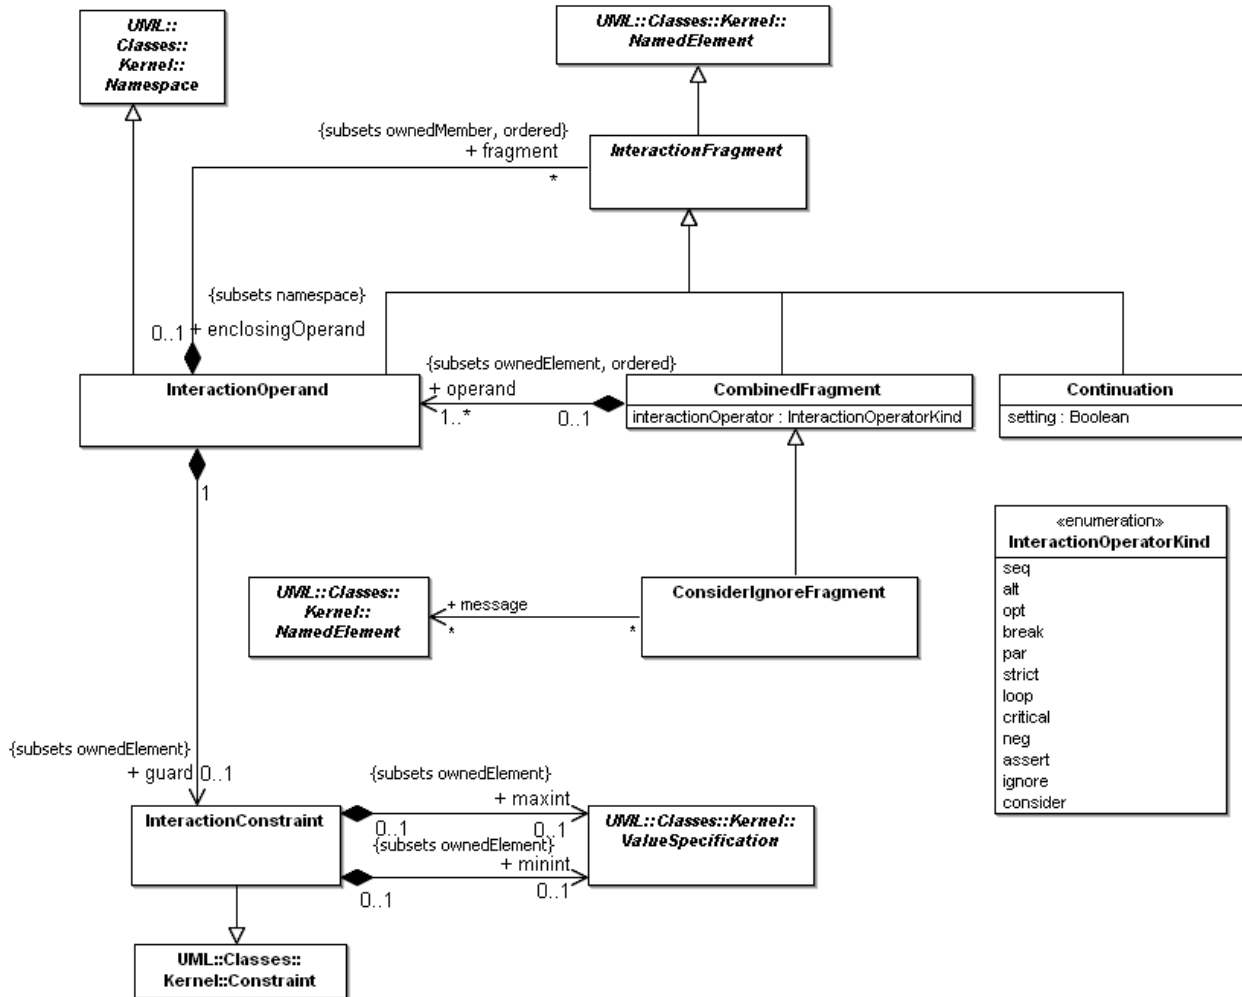 UML::
Classes::
Kernel::
Namespace
UML::Classes::Kernel::
NamedElement
{subsets ownedMember, ordered}
+ fragment
*
InteractionFragment
{subsets namespace}
0..1
+ enclosingOperand
InteractionOperand
{subsets ownedElement, ordered}
+ operand
1..*
0..1
CombinedFragment
interactionOperator : InteractionOperatorKind
Continuation
setting : Boolean
1
«enumeration»
InteractionOperatorKind
seq
alt
opt
break
par
strict
loop
critical
neg
assert
ignore
consider
UML::Classes::
Kernel::
NamedElement
+ message
*
*
ConsiderIgnoreFragment
{subsets ownedElement}
+ guard
0..1
InteractionConstraint
{subsets ownedElement}
+ maxint
0..1
0..1
{subsets ownedElement}
+ minint
0..1
0..1
UML::Classes::Kernel::
ValueSpecification
UML::Classes::
Kernel::Constraint